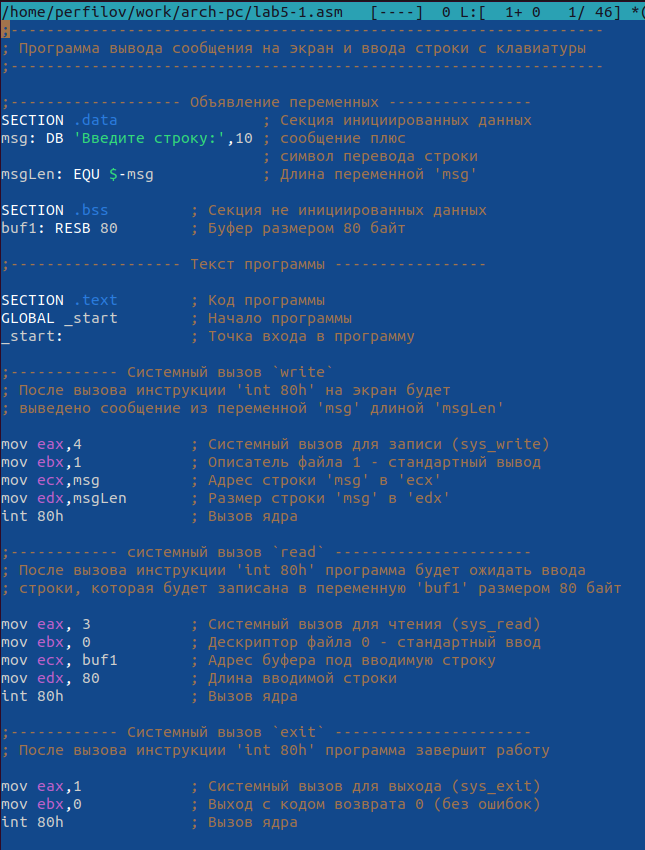 /home/perfilov/work/arch-pc/lab5-1.asm   [----]  0 L:[  1+ 0   1/ 46] *(
;------------------------------------------------------------------
; Программа вывода сообщения на экран и ввода строки с клавиатуры
;------------------------------------------------------------------
;------------------- Объявление переменных ----------------
SECTION .data                ; Секция инициированных данных
msg: DB 'Введите строку:',10 ; сообщение плюс
                             ; символ перевода строки
msgLen: EQU $-msg            ; Длина переменной 'msg'
SECTION .bss         ; Секция не инициированных данных
buf1: RESB 80        ; Буфер размером 80 байт
;------------------- Текст программы -----------------
SECTION .text        ; Код программы
GLOBAL _start        ; Начало программы
_start:              ; Точка входа в программу
;------------ Системный вызов `write`
; После вызова инструкции 'int 80h' на экран будет
; выведено сообщение из переменной 'msg' длиной 'msgLen'
mov eax,4            ; Системный вызов для записи (sys_write)
mov ebx,1            ; Описатель файла 1 - стандартный вывод
mov ecx,msg          ; Адрес строки 'msg' в 'ecx'
mov edx,msgLen       ; Размер строки 'msg' в 'edx'
int 80h              ; Вызов ядра
;------------ системный вызов `read` ----------------------
; После вызова инструкции 'int 80h' программа будет ожидать ввода
; строки, которая будет записана в переменную 'buf1' размером 80 байт
mov eax, 3           ; Системный вызов для чтения (sys_read)
mov ebx, 0           ; Дескриптор файла 0 - стандартный ввод
mov ecx, buf1        ; Адрес буфера под вводимую строку
mov edx, 80          ; Длина вводимой строки
int 80h              ; Вызов ядра
;------------ Системный вызов `exit` ----------------------
; После вызова инструкции 'int 80h' программа завершит работу
mov eax,1            ; Системный вызов для выхода (sys_exit)
mov ebx,0            ; Выход с кодом возврата 0 (без ошибок)
int 80h              ; Вызов ядра